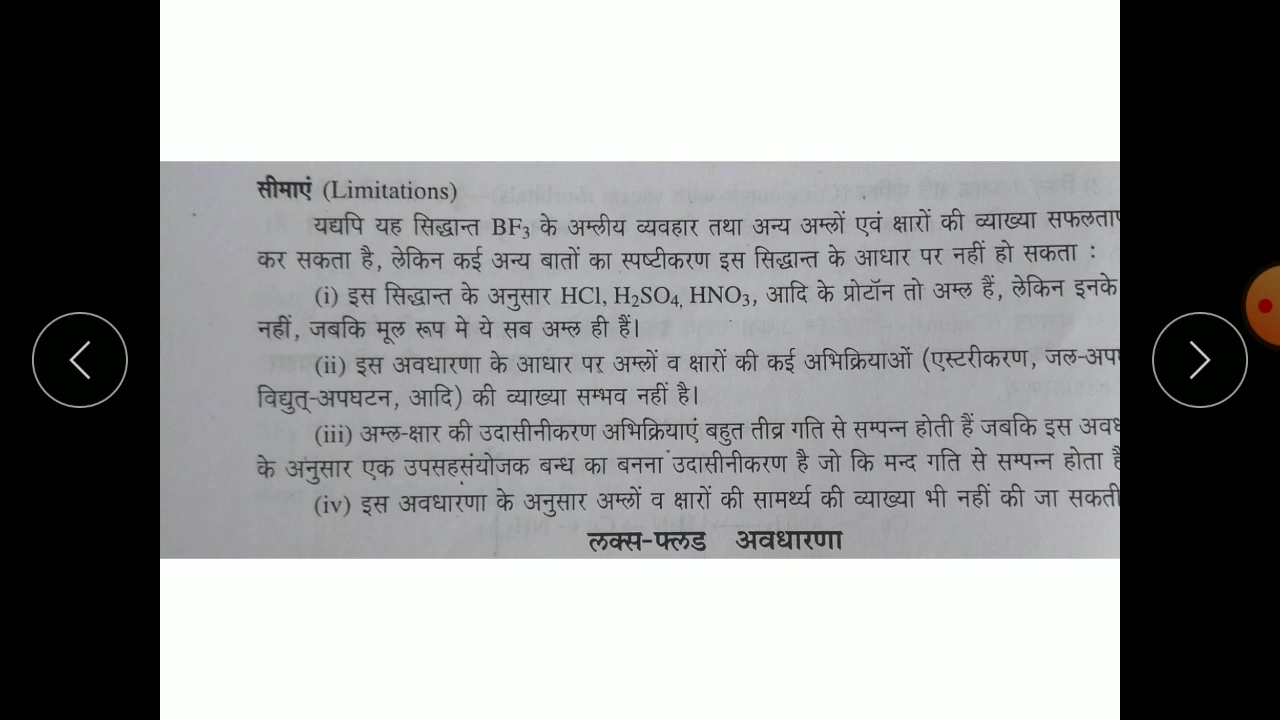 सीमाएं (Limitations)
यद्यपि यह सिद्धान्त BF₃ के अम्लीय व्यवहार तथा अन्य अम्लों एवं क्षारों की व्याख्या
कर सकता है, लेकिन कई अन्य बातों का स्पष्टीकरण इस सिद्धान्त के आधार पर नहीं हो सकता :
(i) इस सिद्धान्त के अनुसार HCl, H₂SO₄, HNO₃, आदि के प्रोटॉन तो अम्ल हैं, लेकिन इनके
नहीं, जबकि मूल रूप मे ये सब अम्ल ही हैं।
(ii) इस अवधारणा के आधार पर अम्लों व क्षारों की कई अभिक्रियाओं (एस्टरीकरण,
विद्युत्-अपघटन, आदि) की व्याख्या सम्भव नहीं है।
(iii) अम्ल-क्षार की उदासीनीकरण अभिक्रियाएं बहुत तीव्र गति से सम्पन्न होती हैं जबकि इस
के अनुसार एक उपसहसंयोजक बन्ध का बनना उदासीनीकरण है जो कि मन्द गति से सम्पन्न होता
(iv) इस अवधारणा के अनुसार अम्लों व क्षारों की सामर्थ्य की व्याख्या भी नहीं की जा सकती
लक्स-फ्लड अवधारणा